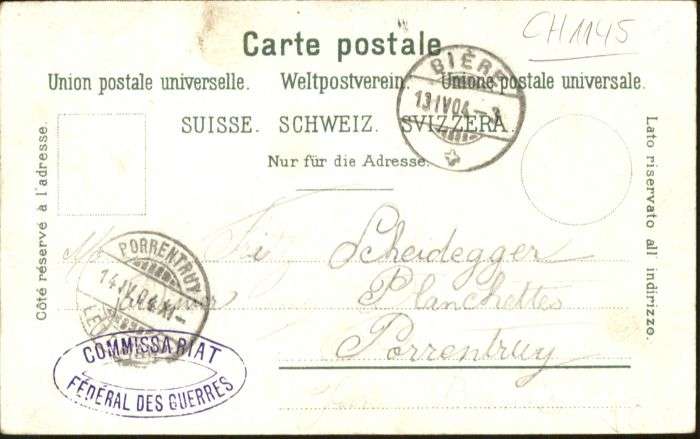 CH1145
Carte postale
BIÈRE
Union postale universelle. Weltpostverein. Unione postale universale.
13 IV 04
SUISSE. SCHWEIZ. SVIZZERA.
Nur für die Adresse.
Côté réservé à l'adresse.
Lato riservato all indirizzo.
Fritz Scheidegger
Planchettes
Porrentruy
PORRENTRUY
14 IV 04 XI
COMMISSARIAT
FÉDÉRAL DES GUERRES